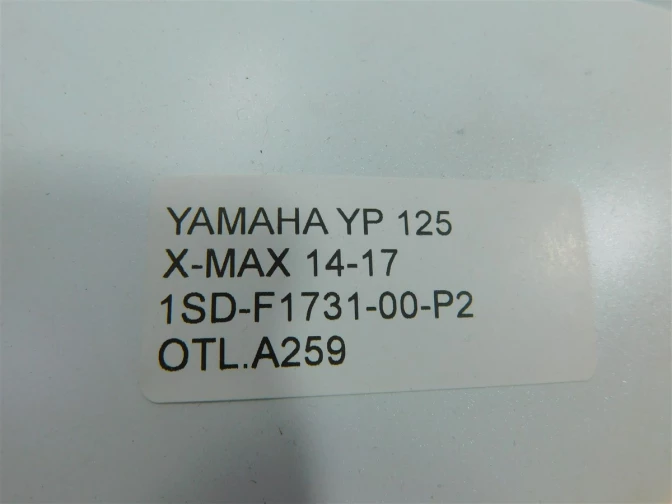 YAMAHA YP 125
X-MAX 14-17
1SD-F1731-00-P2
OTL.A259